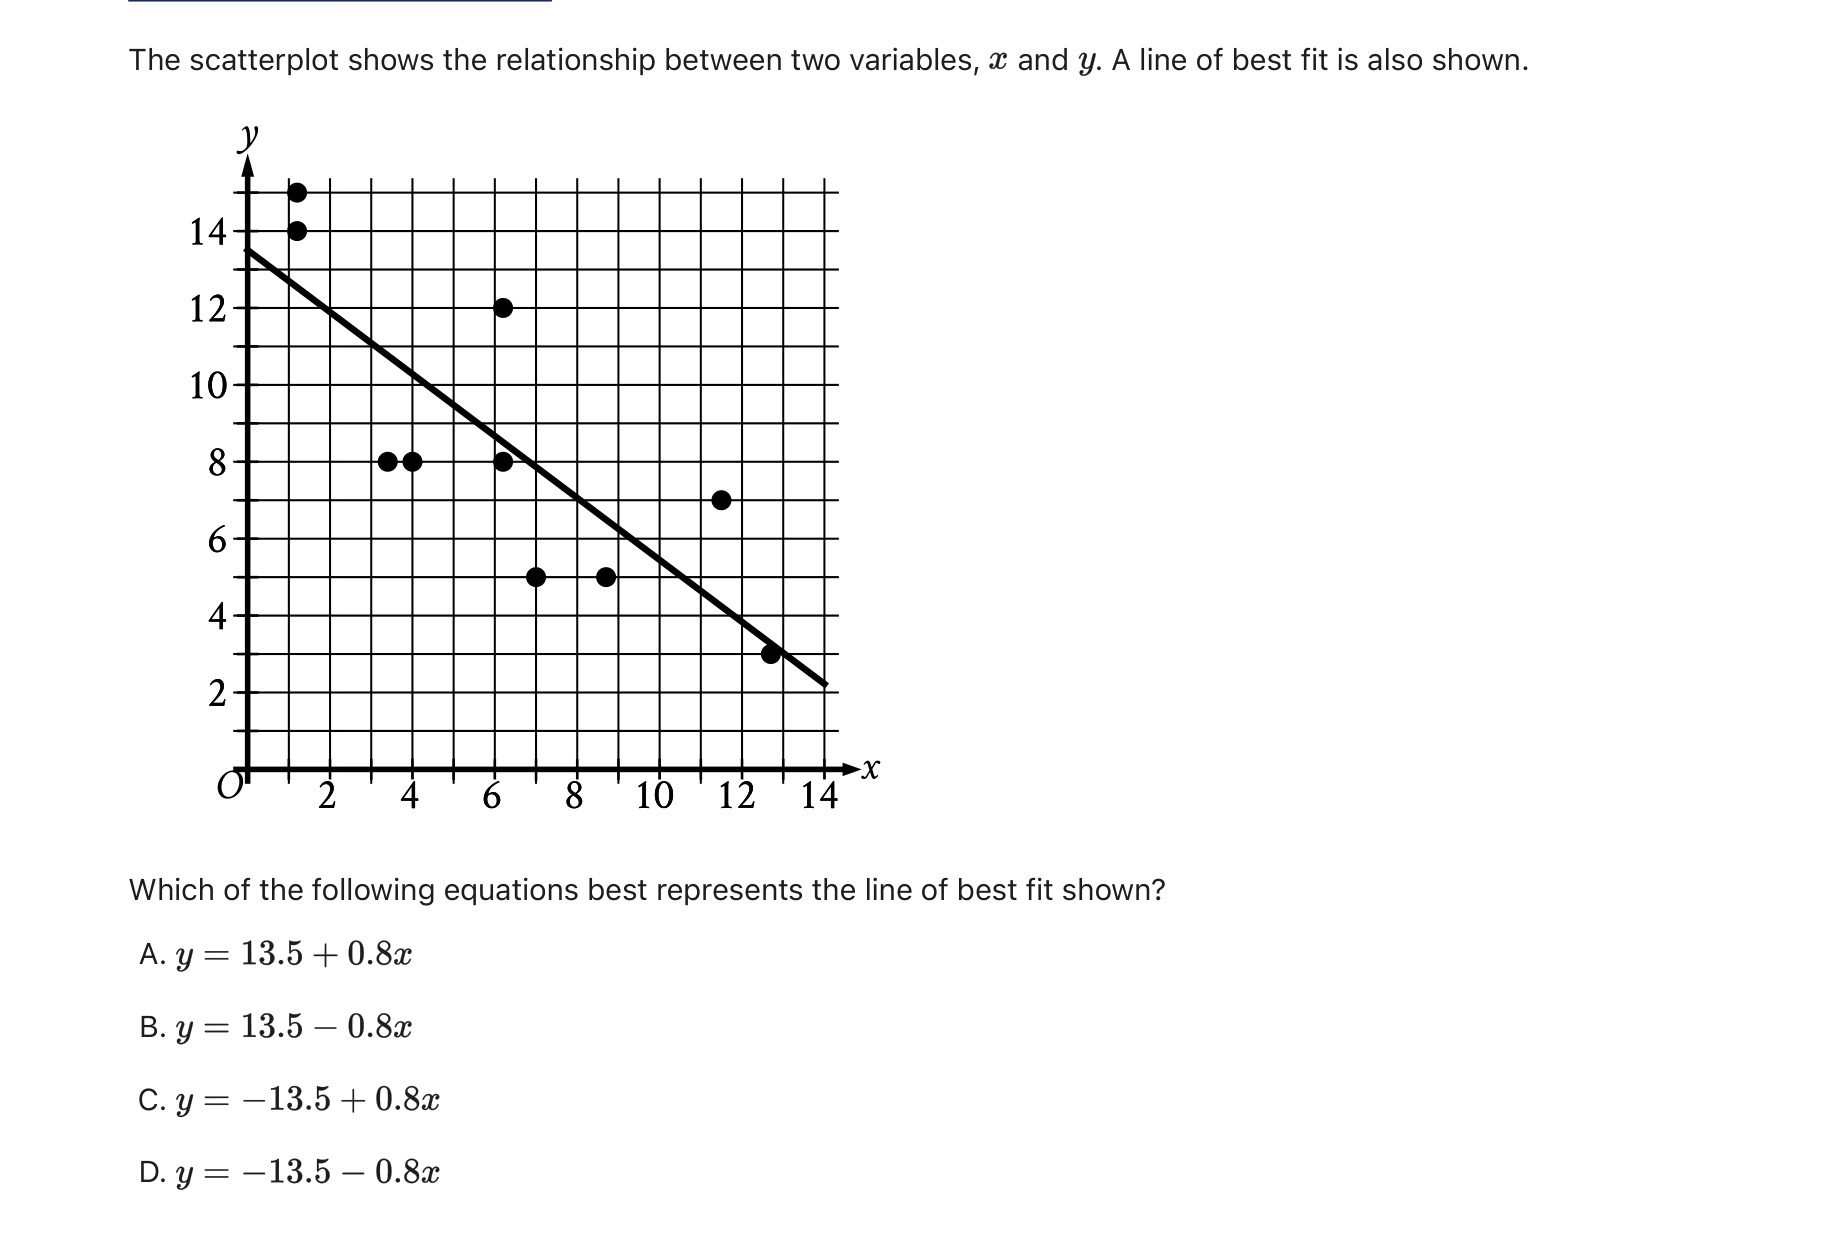 The scatterplot shows the relationship between two variables, x and y. A line of best fit is also shown.
y
14
12
10
8
6
4
2
O
2 4 6 8 10 12 14
x
Which of the following equations best represents the line of best fit shown?
A. y = 13.5 + 0.8x
B. y = 13.5 − 0.8x
C. y = −13.5 + 0.8x
D. y = −13.5 − 0.8x